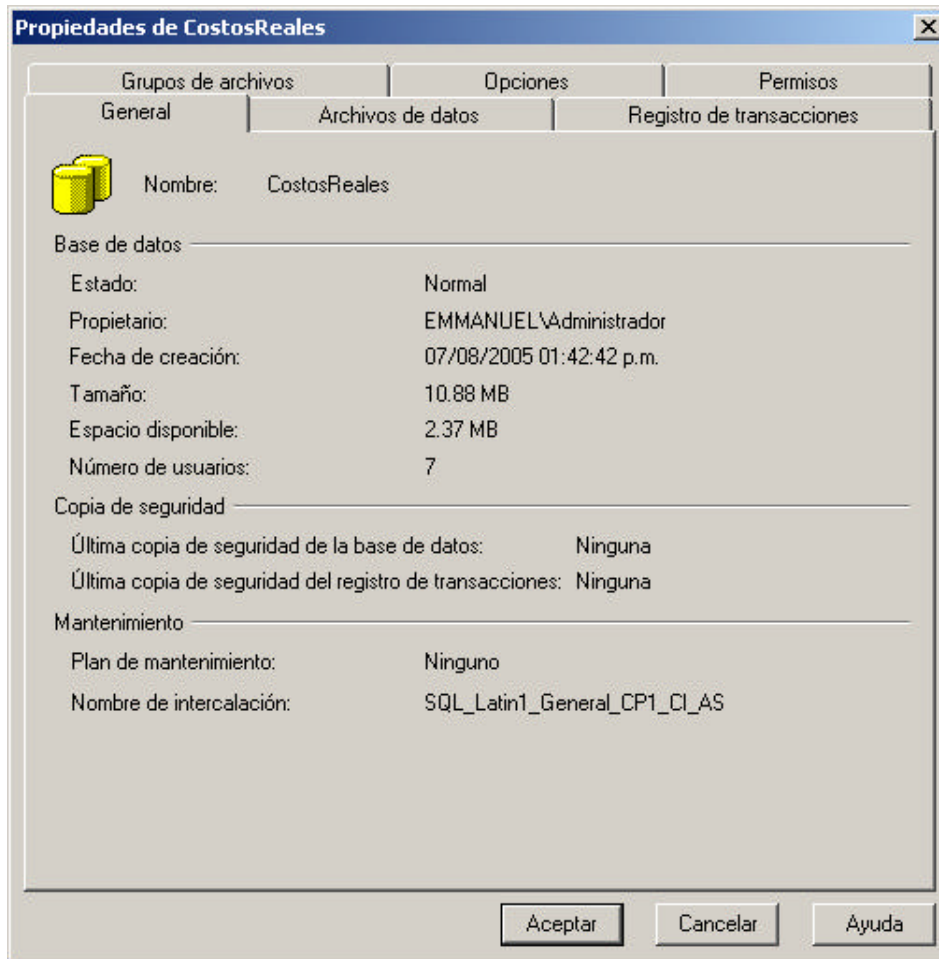 Propiedades de CostosReales
Grupos de archivos Opciones Permisos
General Archivos de datos Registro de transacciones
Nombre: CostosReales
Base de datos
Estado: Normal
Propietario: EMMANUEL\Administrador
Fecha de creación: 07/08/2005 01:42:42 p.m.
Tamaño: 10.88 MB
Espacio disponible: 2.37 MB
Número de usuarios: 7
Copia de seguridad
Última copia de seguridad de la base de datos: Ninguna
Última copia de seguridad del registro de transacciones: Ninguna
Mantenimiento
Plan de mantenimiento: Ninguno
Nombre de intercalación: SQL_Latin1_General_CP1_CI_AS
Aceptar Cancelar Ayuda